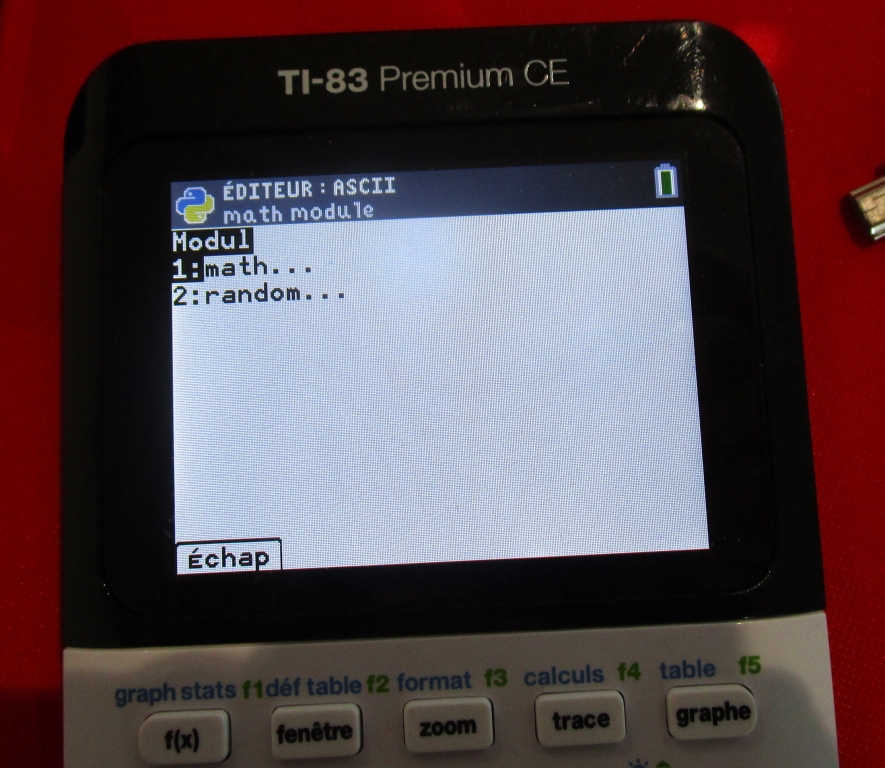 TI-83 Premium CE
ÉDITEUR : ASCII
math module
Modul
1:math...
2:random...
Échap
graph stats f1 déf table f2 format f3 calculs f4 table f5
f(x) fenêtre zoom trace graphe